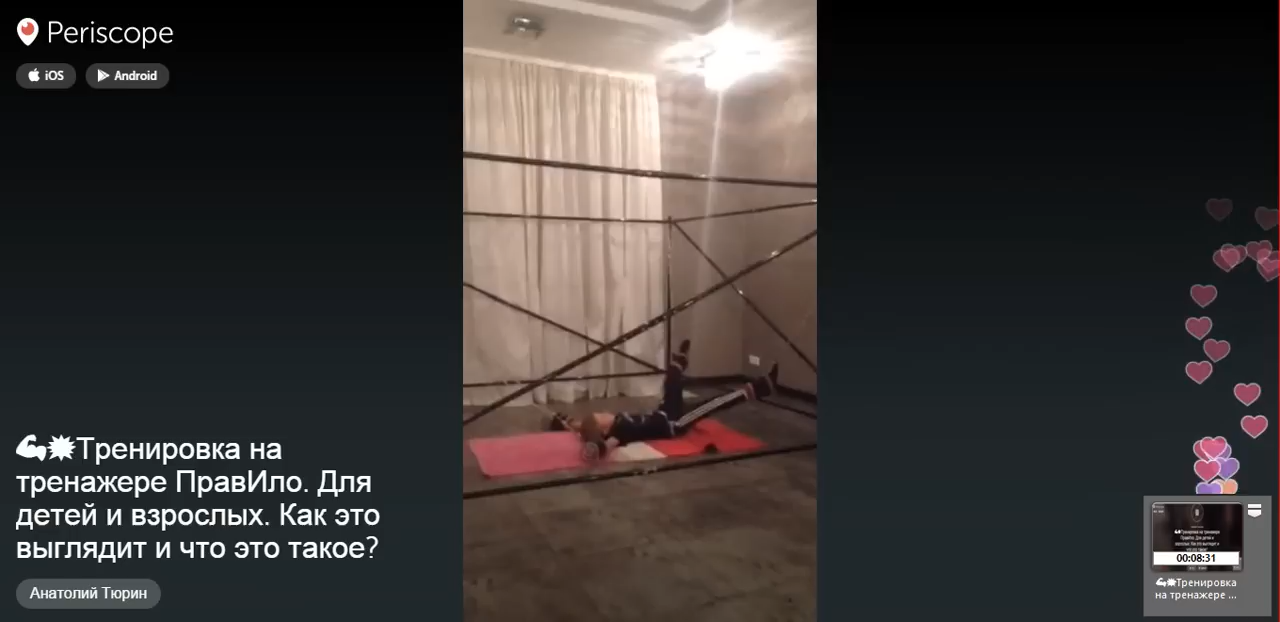 Periscope
iOS
Android
Тренировка на
тренажере ПравИло. Для
детей и взрослых. Как это
выглядит и что это такое?
Анатолий Тюрин
00:08:31
Тренировка
на тренажере ...